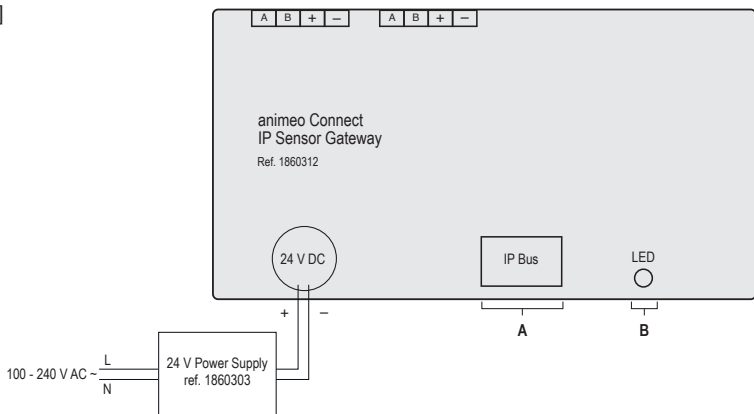 ]
A B + – A B + –
animeo Connect
IP Sensor Gateway
Ref. 1860312
24 V DC
IP Bus
LED
+ –
A
B
24 V Power Supply
ref. 1860303
100 - 240 V AC ~
L
N